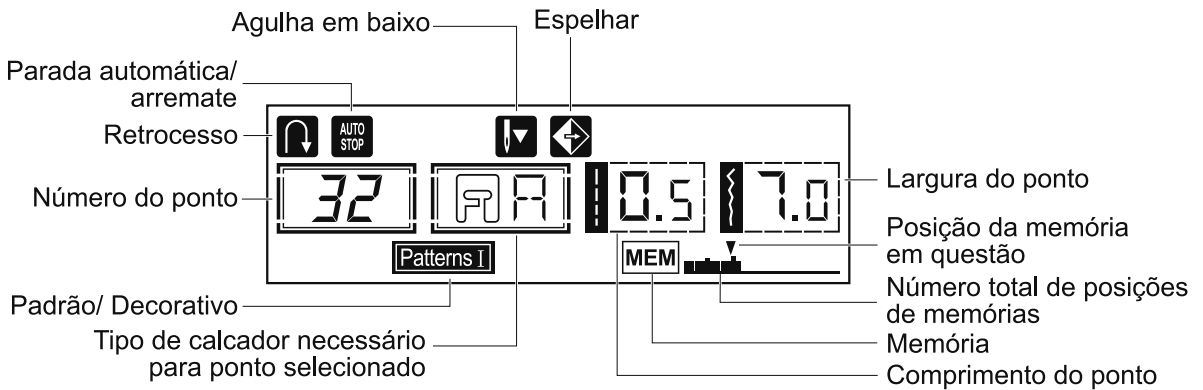 Agulha em baixo
Espelhar
Parada automática/
arremate
Retrocesso
AUTO
STOP
Número do ponto
32
A
0.5
7.0
Largura do ponto
Posição da memória
em questão
Patterns I
MEM
Padrão/ Decorativo
Número total de posições
de memórias
Tipo de calcador necessário
para ponto selecionado
Memória
Comprimento do ponto